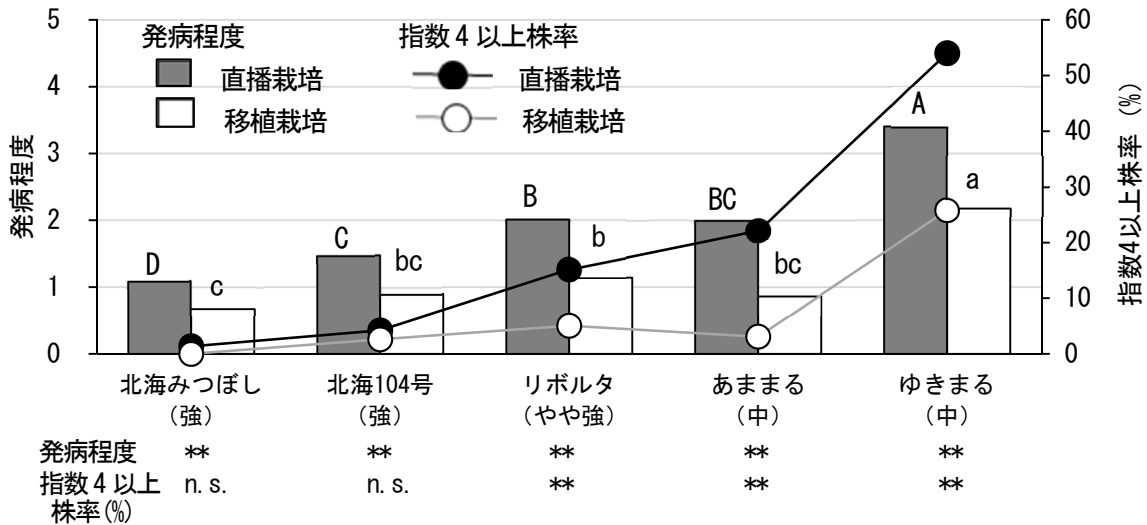 5
4
3
2
1
0
発病程度
60
50
40
30
20
10
0
指数4以上株率 (%)
発病程度
直播栽培
移植栽培
指数4以上株率
直播栽培
移植栽培
D
c
C
bc
B
b
BC
bc
A
a
北海みつぼし 北海104号 リボルタ あままる ゆきまる
(強) (強) (やや強) (中) (中)
発病程度 ** ** ** ** **
指数4以上 n.s. n.s. ** ** **
株率(%)